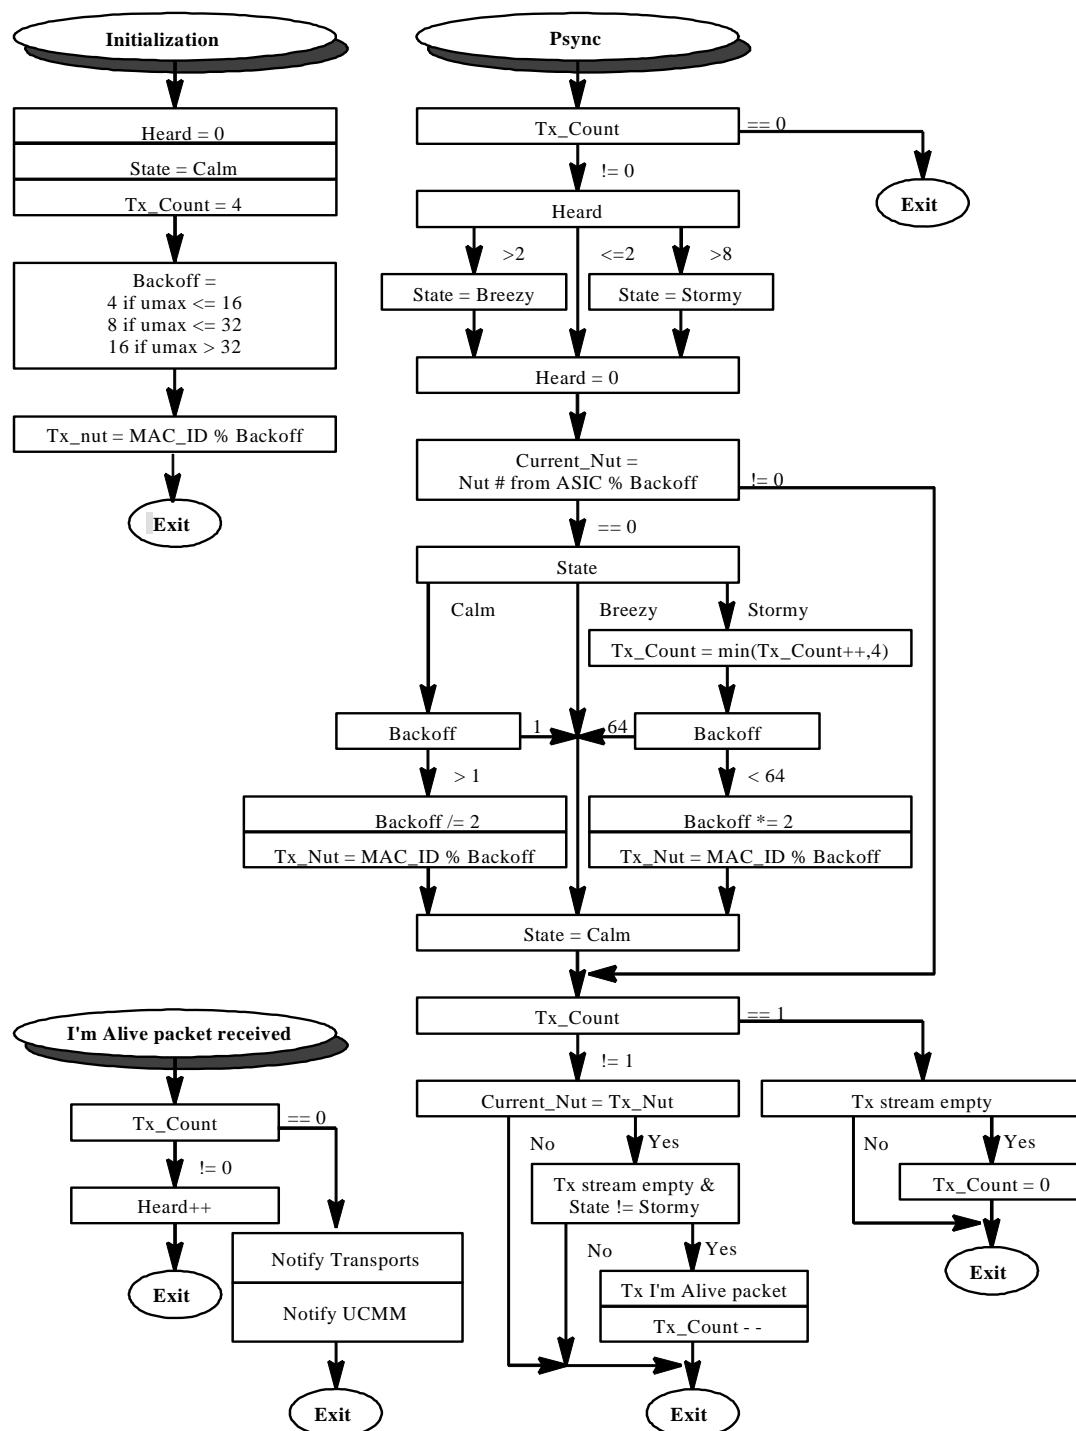 Initialization
Heard = 0
State = Calm
Tx_Count = 4
Backoff =
4 if umax <= 16
8 if umax <= 32
16 if umax > 32
Tx_nut = MAC_ID % Backoff
Exit
Psync
Tx_Count
== 0
Exit
!= 0
Heard
>2
<=2
>8
State = Breezy
State = Stormy
Heard = 0
Current_Nut =
Nut # from ASIC % Backoff
!= 0
== 0
State
Calm
Breezy
Stormy
Tx_Count = min(Tx_Count++,4)
Backoff
1
64
Backoff
> 1
< 64
Backoff /= 2
Tx_Nut = MAC_ID % Backoff
Backoff *= 2
Tx_Nut = MAC_ID % Backoff
State = Calm
Tx_Count
== 1
!= 1
Current_Nut = Tx_Nut
No
Yes
Tx stream empty &
State != Stormy
No
Yes
Tx I'm Alive packet
Tx_Count - -
Exit
Tx stream empty
No
Yes
Tx_Count = 0
Exit
I'm Alive packet received
Tx_Count
== 0
!= 0
Heard++
Exit
Notify Transports
Notify UCMM
Exit